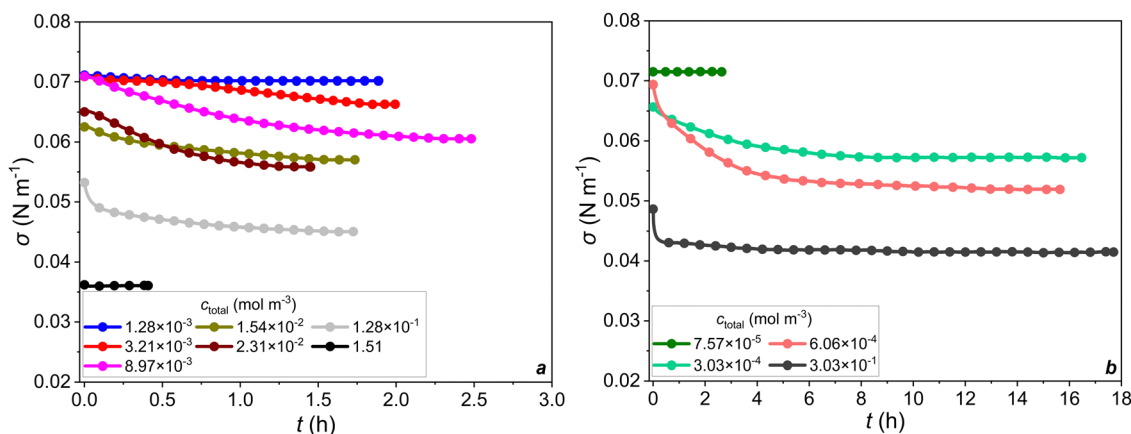 0.08
0.07
0.06
0.05
0.04
0.03
0.02
σ (N m⁻¹)
c_total (mol m⁻³)
1.28×10⁻³ 1.54×10⁻² 1.28×10⁻¹
3.21×10⁻³ 2.31×10⁻² 1.51
8.97×10⁻³
a
0.0 0.5 1.0 1.5 2.0 2.5 3.0
t (h)
0.08
0.07
0.06
0.05
0.04
0.03
0.02
σ (N m⁻¹)
c_total (mol m⁻³)
7.57×10⁻⁵ 6.06×10⁻⁴
3.03×10⁻⁴ 3.03×10⁻¹
b
0 2 4 6 8 10 12 14 16 18
t (h)